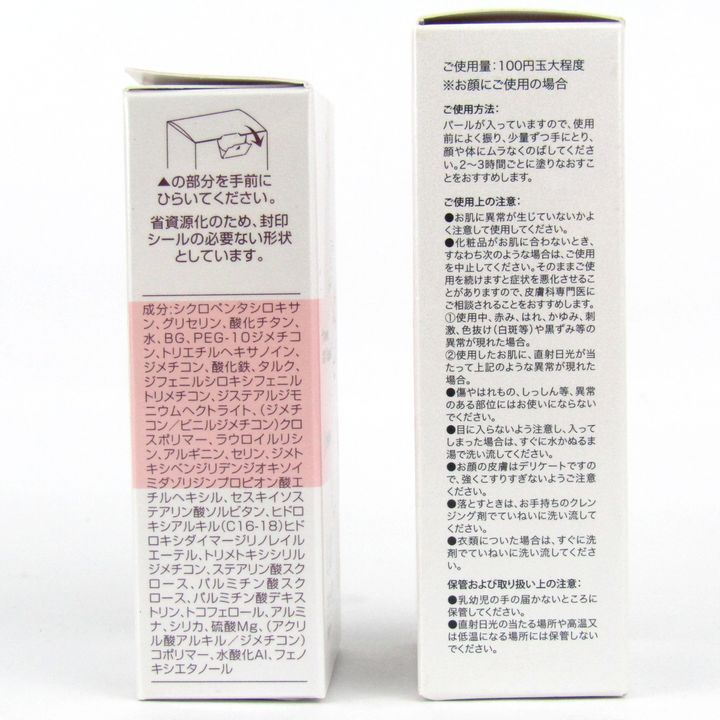 ▲の部分を手前に
ひらいてください。
省資源化のため、封印
シールの必要ない形状
としています。
成分:シクロペンタシロキサ
ン、グリセリン、酸化チタン、
水、BG、PEG-10ジメチコ
ン、トリエチルヘキサノイン、
ジメチコン、酸化鉄、タルク、
ジフェニルシロキシフェニル
トリメチコン、ジステアルジモ
ニウムヘクトライト、(ジメチ
コン/ビニルジメチコン)クロ
スポリマー、ラウロイルリシ
ン、アルギニン、セリン、ジメト
キシベンジリデンジオキソイ
ミダゾリジンプロピオン酸エ
チルヘキシル、セスキイソス
テアリン酸ソルビタン、ヒドロ
キシアルキル(C16-18)ヒド
ロキシダイマージリノレイル
エーテル、トリメトキシシリル
ジメチコン、ステアリン酸スク
ロース、パルミチン酸スク
ロース、パルミチン酸デキス
トリン、トコフェロール、アルミ
ナ、シリカ、硫酸Mg、(アクリ
ル酸アルキル/ジメチコン)
コポリマー、水酸化Al、フェノ
キシエタノール
ご使用量:100円玉大程度
※お顔にご使用の場合
ご使用方法:
パールが入っていますので、使用
前によく振り、少量ずつ手にとり、
顔や体にムラなくのばしてくださ
い。2〜3時間ごとに塗りなおすこ
とをおすすめします。
ご使用上の注意:
●お肌に異常が生じていないかよ
く注意して使用してください。
●化粧品がお肌に合わないとき、
すなわち次のような場合は、ご使用
を中止してください。そのままご使
用を続けますと症状を悪化させるこ
とがありますので、皮膚科専門医に
ご相談されることをおすすめします。
①使用中、赤み、はれ、かゆみ、刺
激、色抜け(白斑等)や黒ずみ等の
異常が現れた場合。
②使用したお肌に、直射日光が当
たって上記のような異常が現れた
場合。
●傷やはれもの、しっしん等、異常
のある部位にはお使いにならない
でください。
●目に入らないよう注意し、入って
しまった場合は、すぐに水かぬるま
湯で洗い流してください。
●お顔の皮膚はデリケートですの
で、強くこすりすぎないようにご注意
ください。
●落とすときは、お手持ちのクレン
ジング剤でていねいに洗い流して
ください。
●衣類についた場合は、すぐに洗
剤でていねいに洗い流してくださ
い。
保管および取り扱い上の注意:
●乳幼児の手の届かないところに
保管してください。
●直射日光の当たる場所や高温又
は低温になる場所には保管しない
でください。